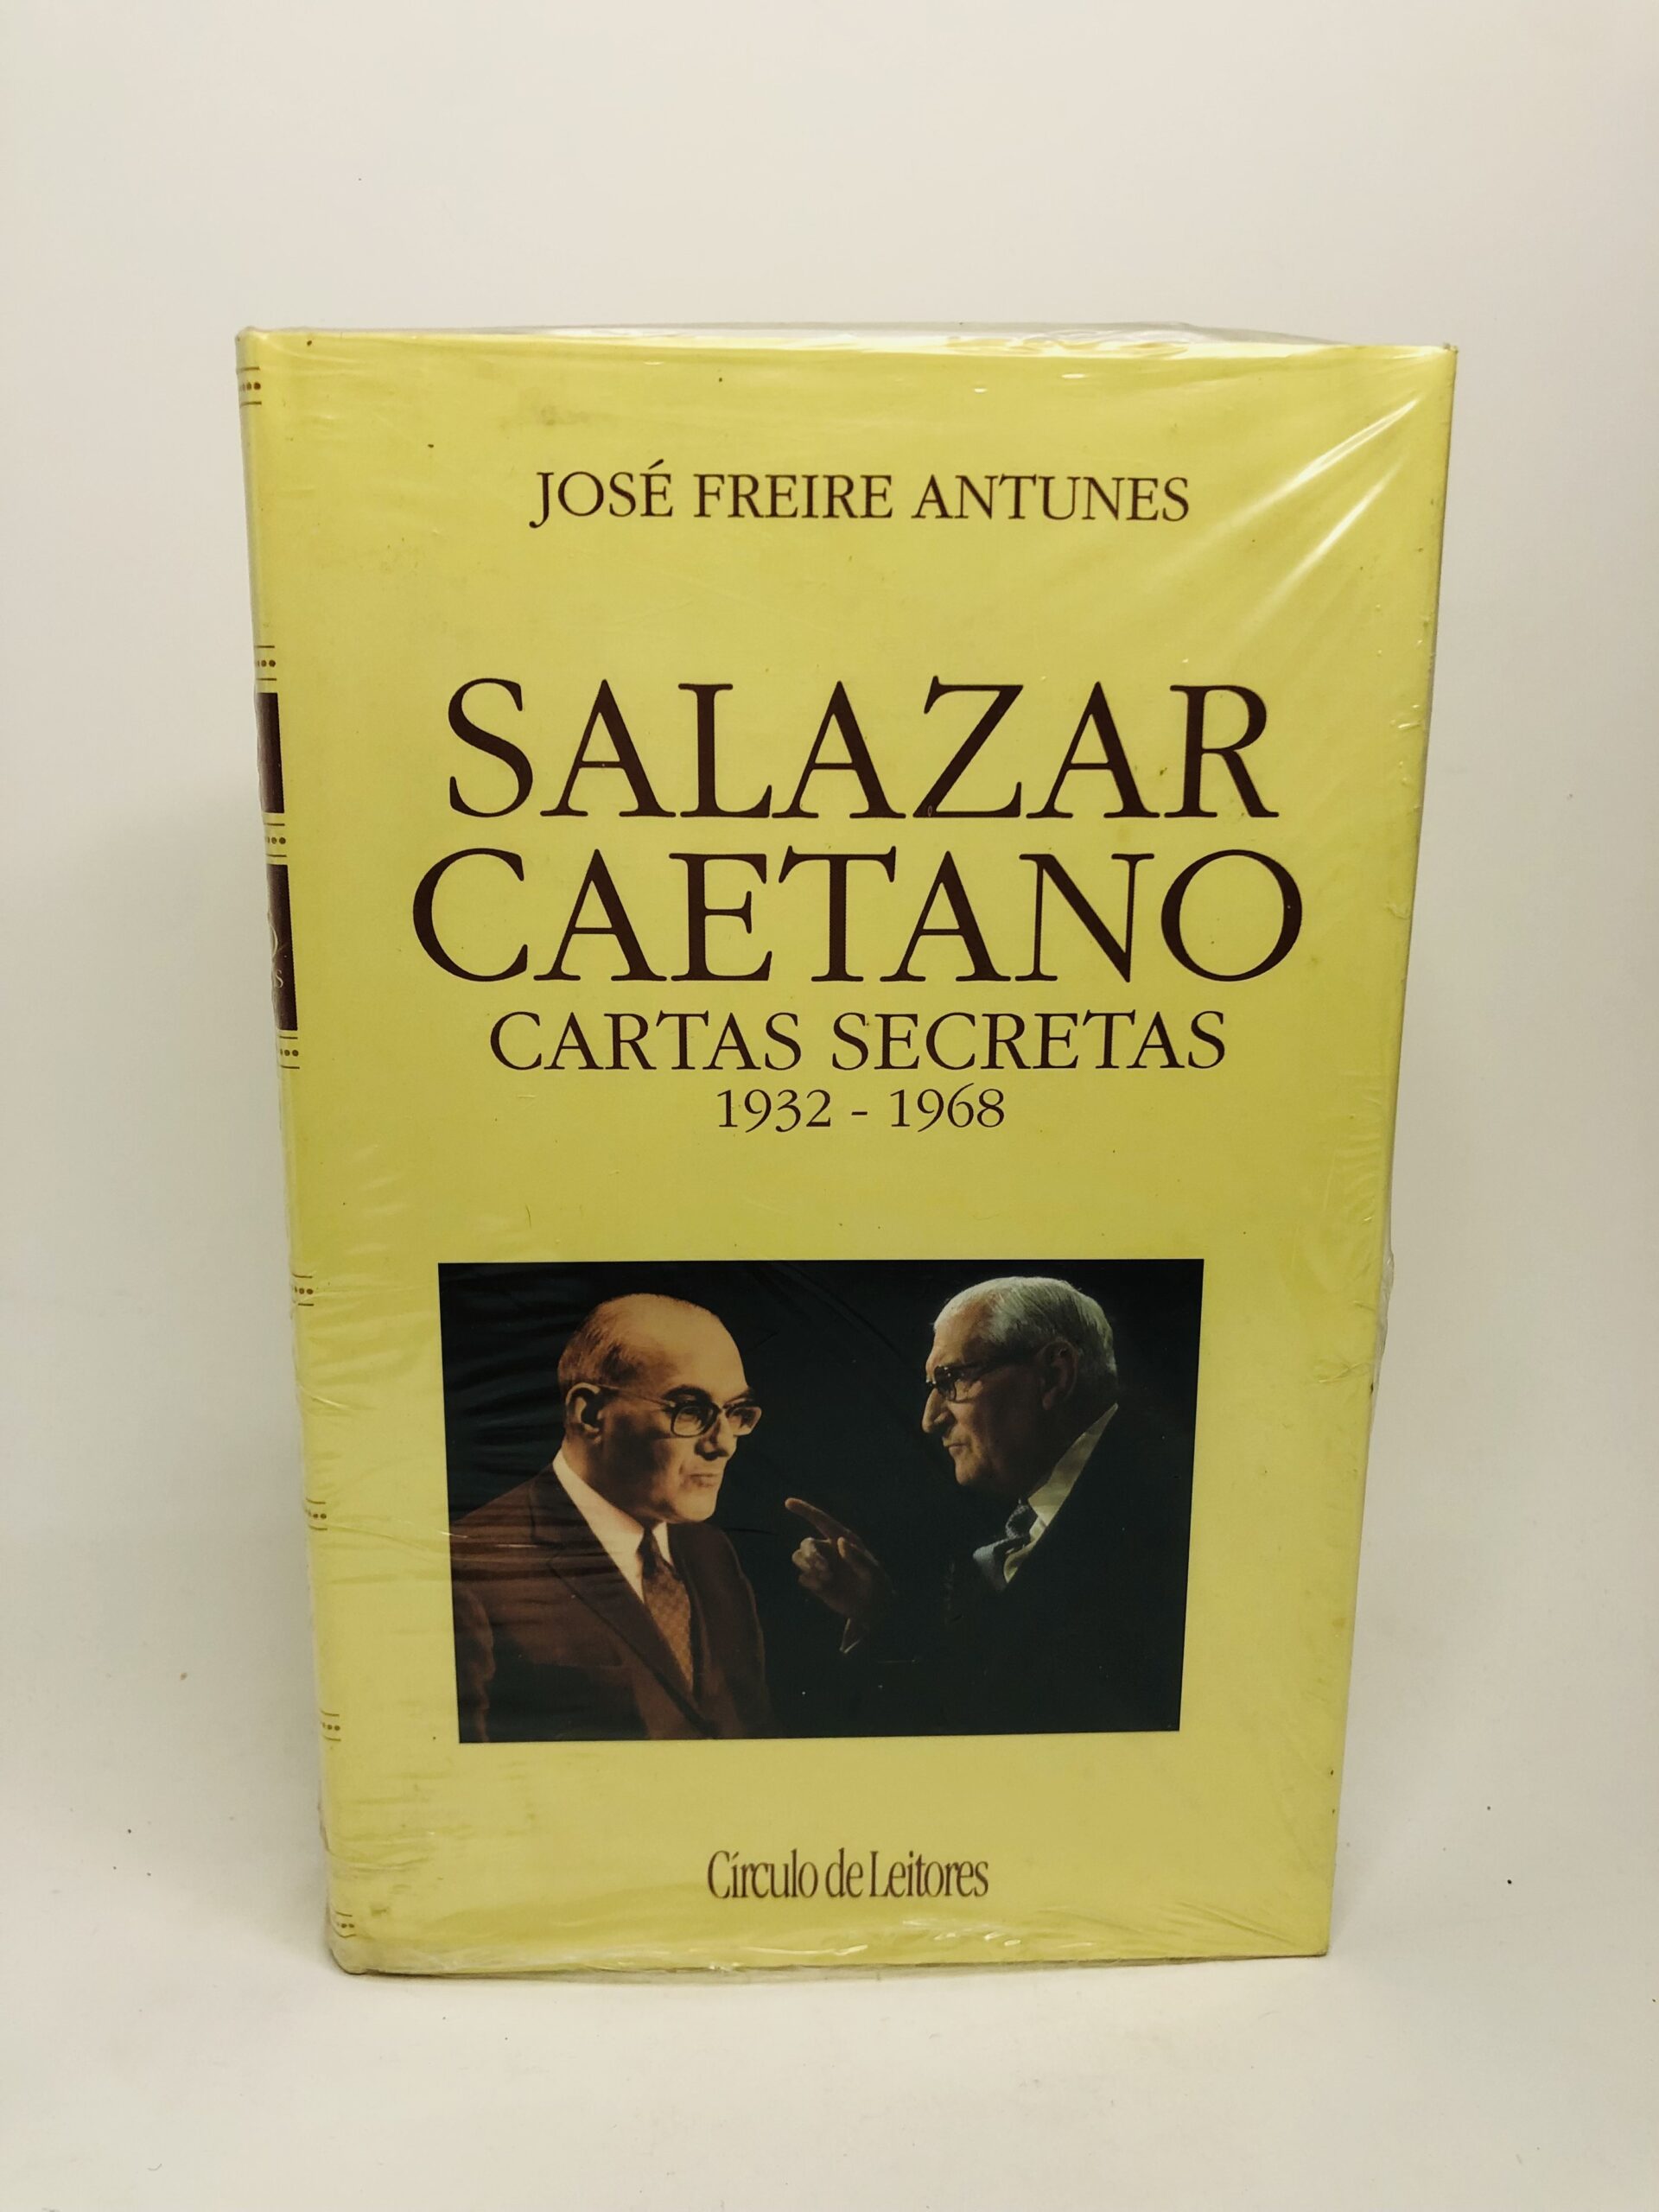 JOSÉ FREIRE ANTUNES
SALAZAR
CAETANO
CARTAS SECRETAS
1932 - 1968
Círculo de Leitores